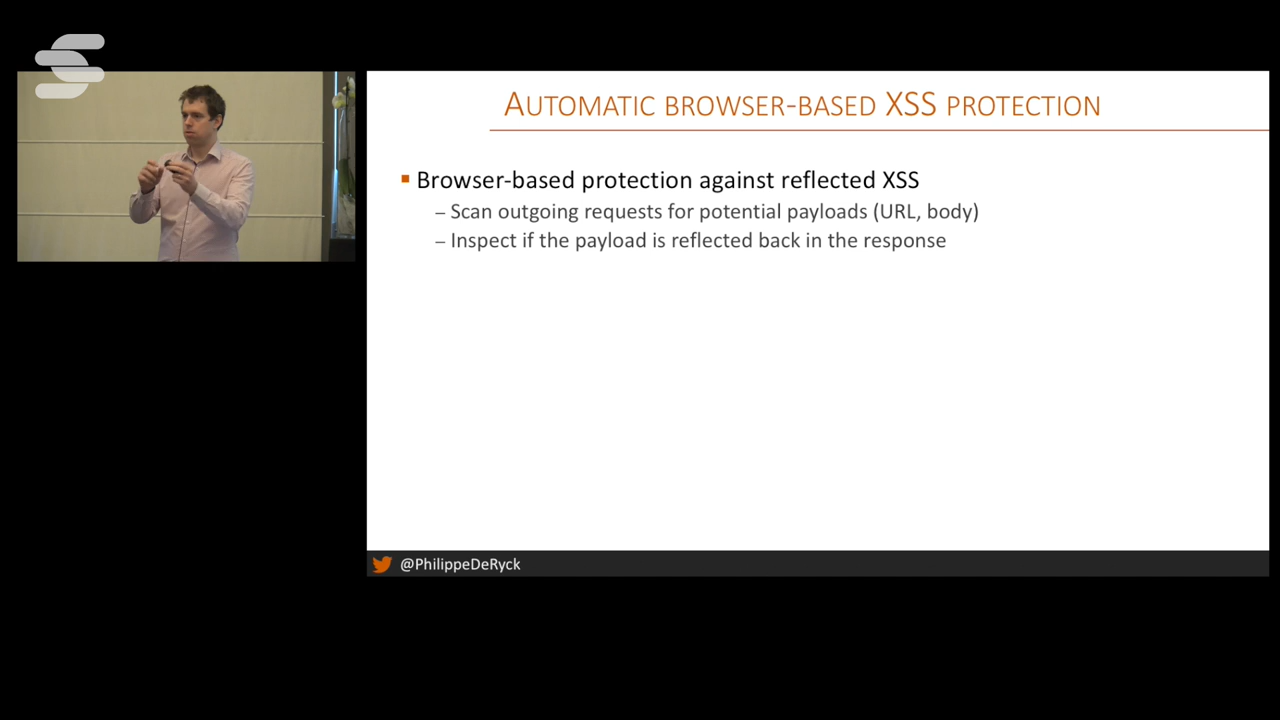 AUTOMATIC BROWSER-BASED XSS PROTECTION
▪ Browser-based protection against reflected XSS
– Scan outgoing requests for potential payloads (URL, body)
– Inspect if the payload is reflected back in the response
@PhilippeDeRyck